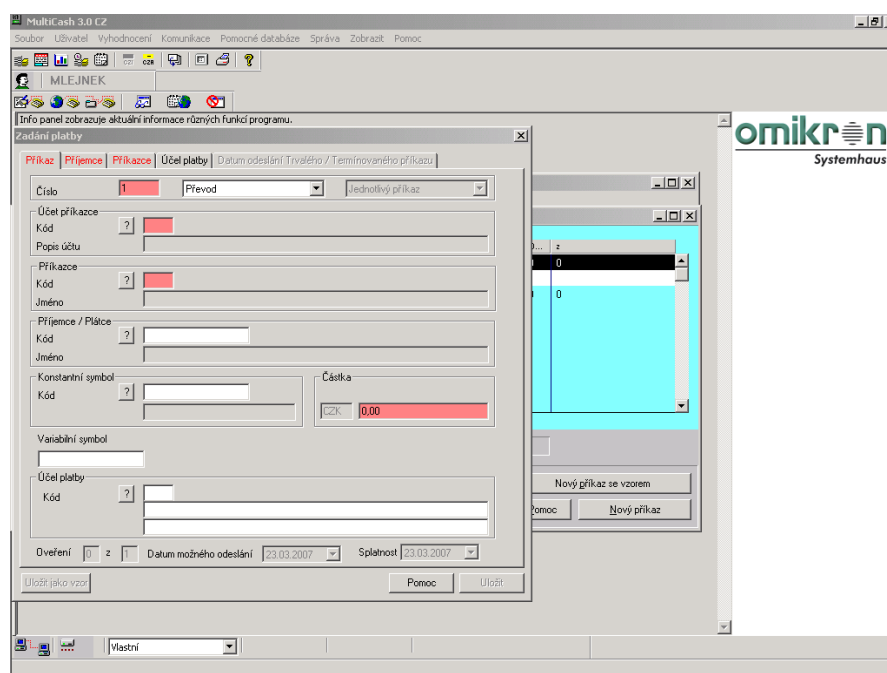 MultiCash 3.0 CZ
Soubor Uživatel Vyhodnocení Komunikace Pomocné databáze Správa Zobrazit Pomoc
MLEJNEK
Info panel zobrazuje aktuální informace různých funkcí programu.
omikron
Systemhaus
Zadání platby
Příkaz Příjemce Příkazce Účel platby Datum odeslání Trvalého / Termínovaného příkazu
Číslo 1 Převod Jednotlivý příkaz
Účet příkazce
Kód ?
Popis účtu
Příkazce
Kód ?
Jméno
Příjemce / Plátce
Kód ?
Jméno
Konstantní symbol Částka
Kód ?
CZK 0,00
Variabilní symbol
Účel platby
Kód ?
Ověření 0 z 1 Datum možného odeslání 23.03.2007 Splatnost 23.03.2007
Uložit jako vzor Pomoc Uložit
z
0
0
Nový příkaz se vzorem
Pomoc Nový příkaz
Vlastní